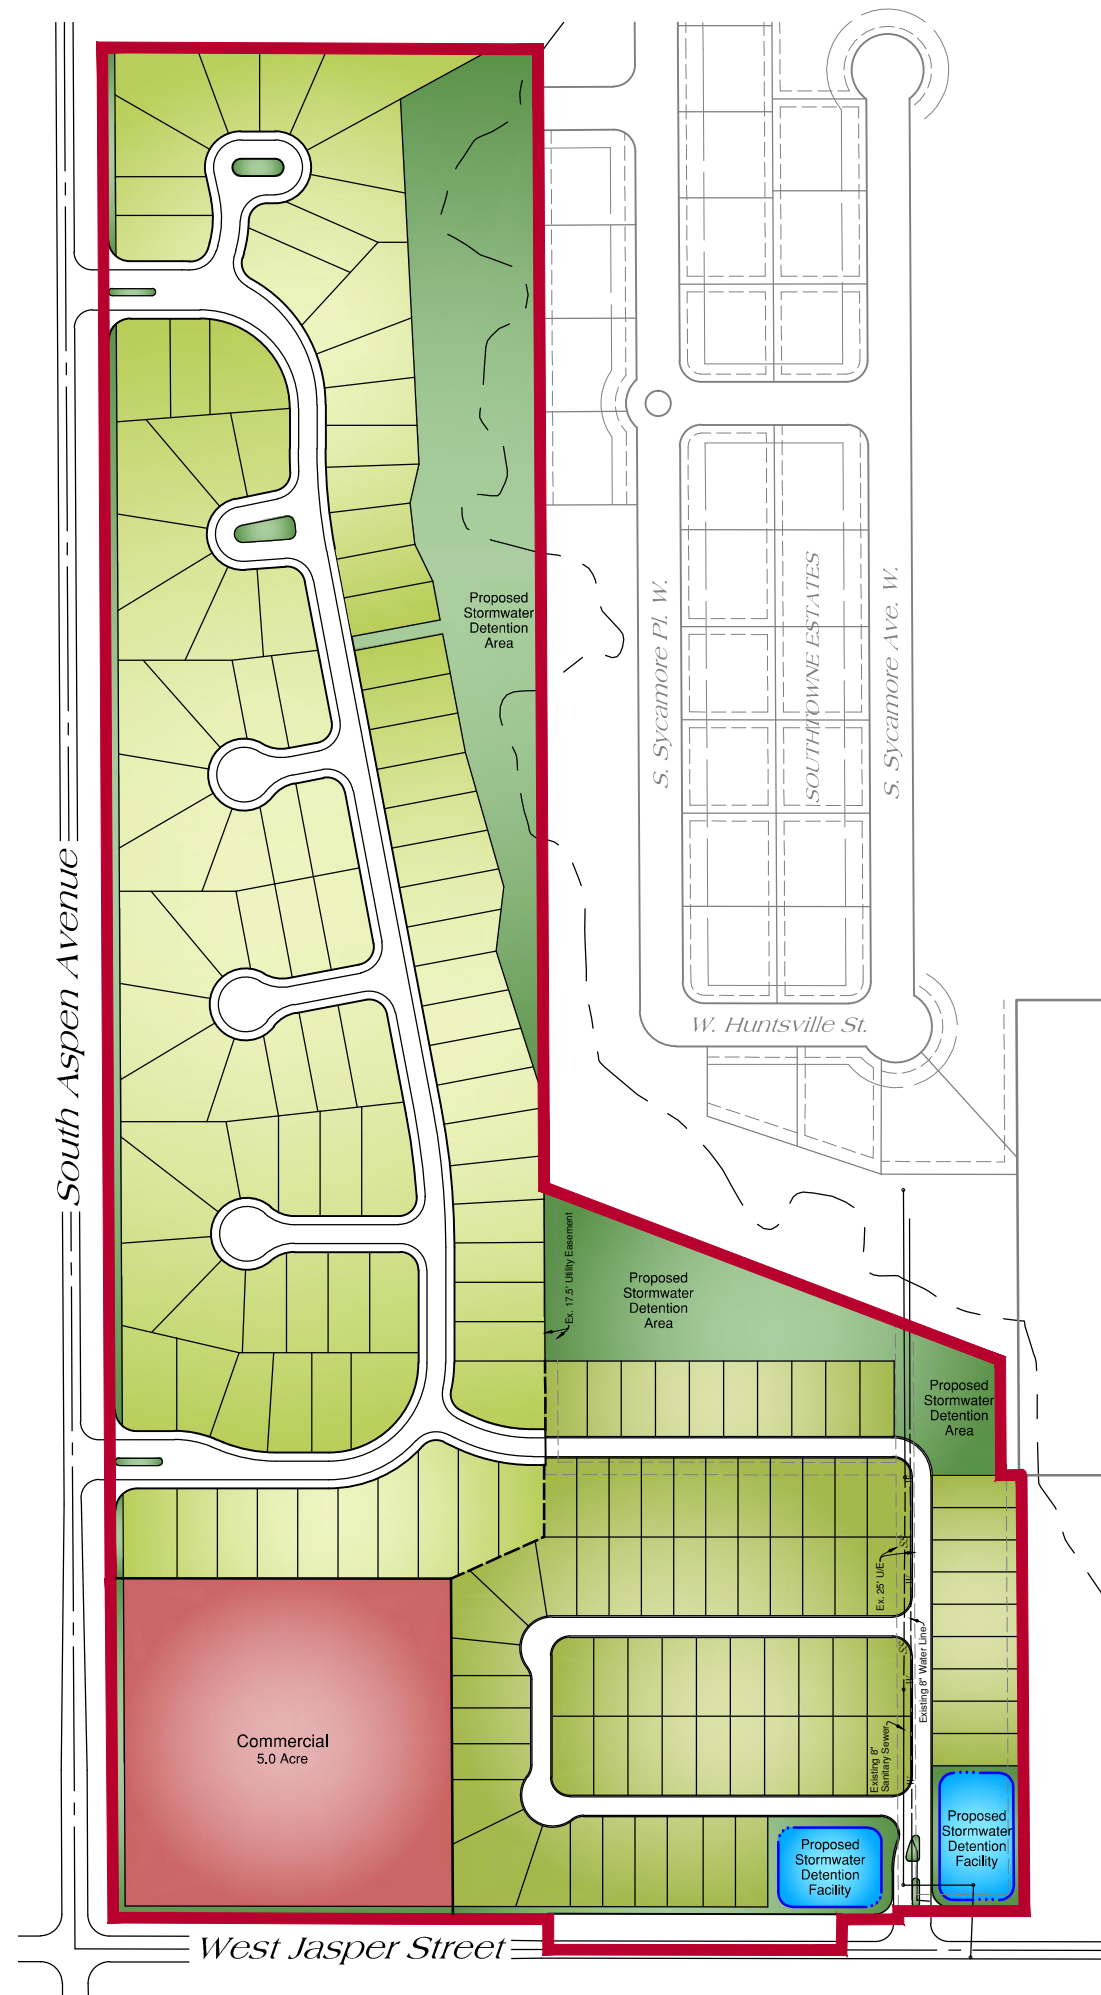 Proposed
Stormwater
Detention
Area
S. Sycamore Pl. W.
SOUTHTOWNE ESTATES
S. Sycamore Ave. W.
South Aspen Avenue
W. Huntsville St.
Ex. 17.5' Utility Easement
Proposed
Stormwater
Detention
Area
Proposed
Stormwater
Detention
Area
Ex. 25' U/E
SS
W
Existing 8" Water Line
SS
W
Existing 8"
Sanitary Sewer
W
Commercial
5.0 Acre
Proposed
Stormwater
Detention
Facility
Proposed
Stormwater
Detention
Facility
West Jasper Street